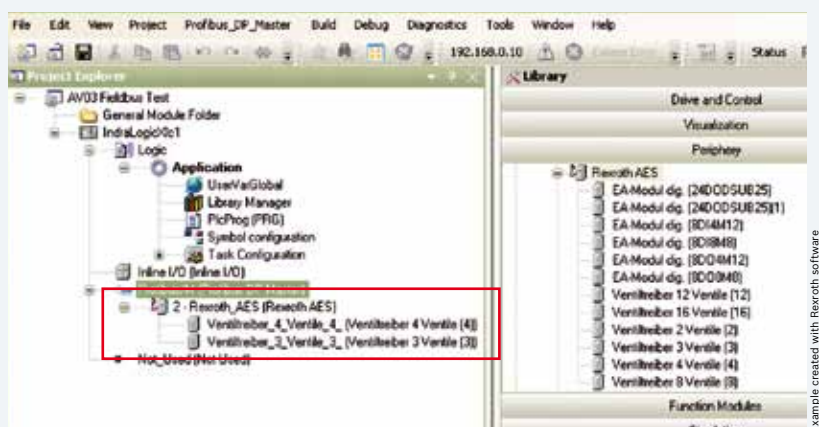 File Edit View Project Profibus_DP_Master Build Debug Diagnostics Tools Window Help
192.168.0.10 Status
Project Explorer
AV03 Fieldbus Test
General Module Folder
IndraLogicXlc1
Logic
Application
UserVarGlobal
Library Manager
PlcProg (PRG)
Symbol configuration
Task Configuration
Inline I/O (Inline I/O)
2 - Rexroth_AES (Rexroth AES)
Ventiltreiber_4_Ventile_4_ (Ventiltreiber 4 Ventile [4])
Ventiltreiber_3_Ventile_3_ (Ventiltreiber 3 Ventile [3])
Not_Used (Not Used)
Library
Drive and Control
Visualization
Periphery
Rexroth AES
EA-Modul dig. [24DODSUB25]
EA-Modul dig. [24DODSUB25](1)
EA-Modul dig. [8DI4M12]
EA-Modul dig. [8DI8M8]
EA-Modul dig. [8DO4M12]
EA-Modul dig. [8DO8M8]
Ventiltreiber 12 Ventile [12]
Ventiltreiber 16 Ventile [16]
Ventiltreiber 2 Ventile [2]
Ventiltreiber 3 Ventile [3]
Ventiltreiber 4 Ventile [4]
Ventiltreiber 8 Ventile [8]
Function Modules
xample created with Rexroth software